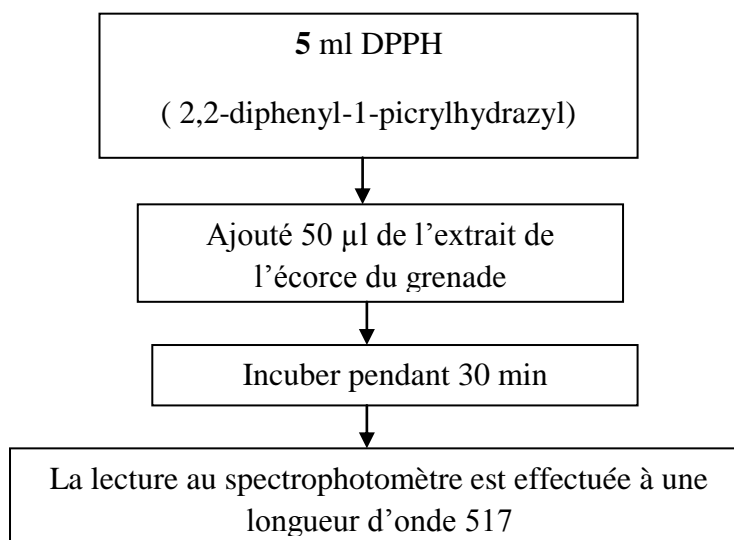 5 ml DPPH
( 2,2-diphenyl-1-picrylhydrazyl)
Ajouté 50 µl de l’extrait de
l’écorce du grenade
Incuber pendant 30 min
La lecture au spectrophotomètre est effectuée à une
longueur d’onde 517